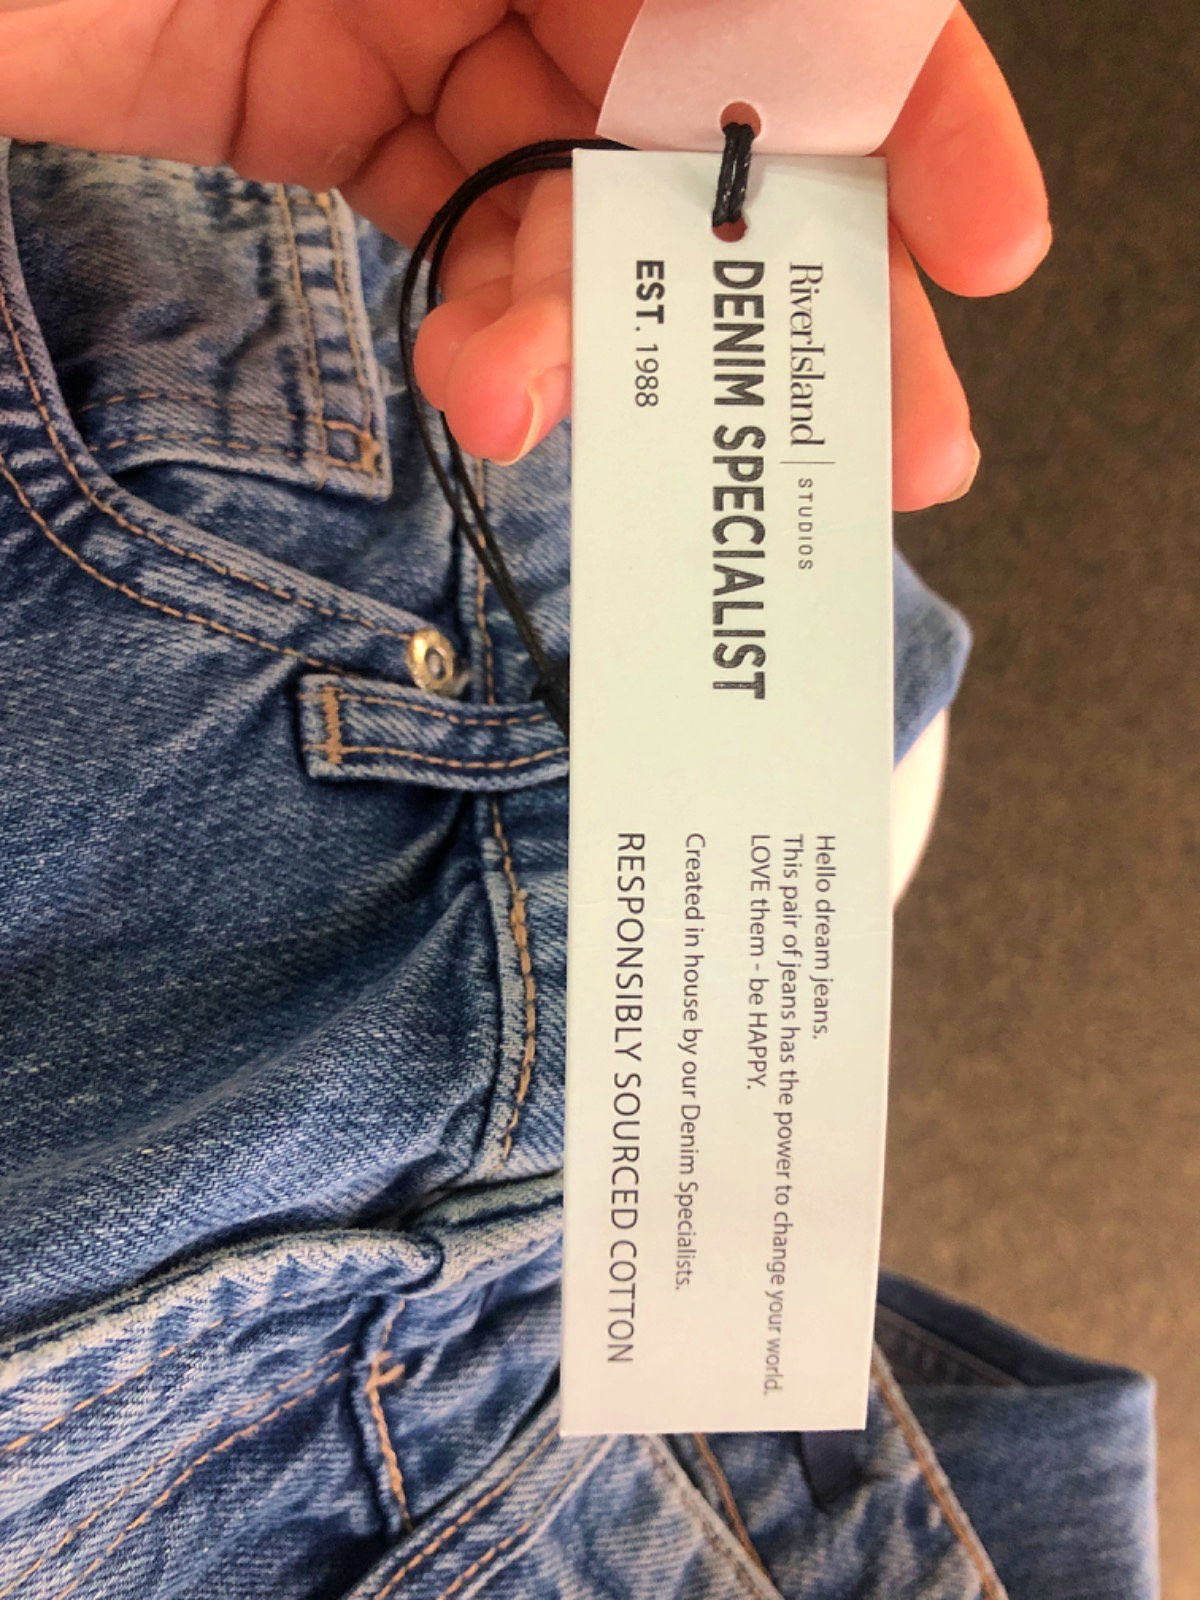 RiverIsland | STUDIOS
DENIM SPECIALIST
EST. 1988
Hello dream jeans.
This pair of jeans has the power to change your world.
LOVE them - be HAPPY.
Created in house by our Denim Specialists.
RESPONSIBLY SOURCED COTTON